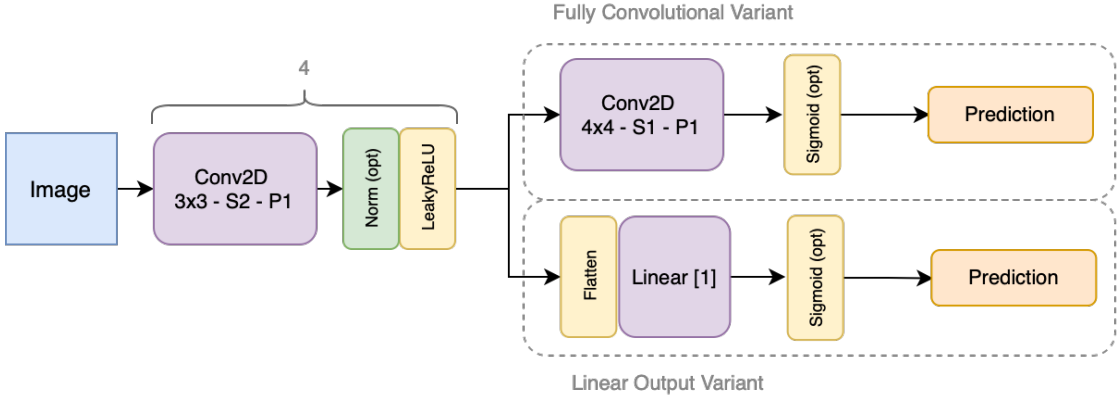 Fully Convolutional Variant
4
Image
Conv2D
3x3 - S2 - P1
Norm (opt)
LeakyReLU
Conv2D
4x4 - S1 - P1
Sigmoid (opt)
Prediction
Flatten
Linear [1]
Sigmoid (opt)
Prediction
Linear Output Variant